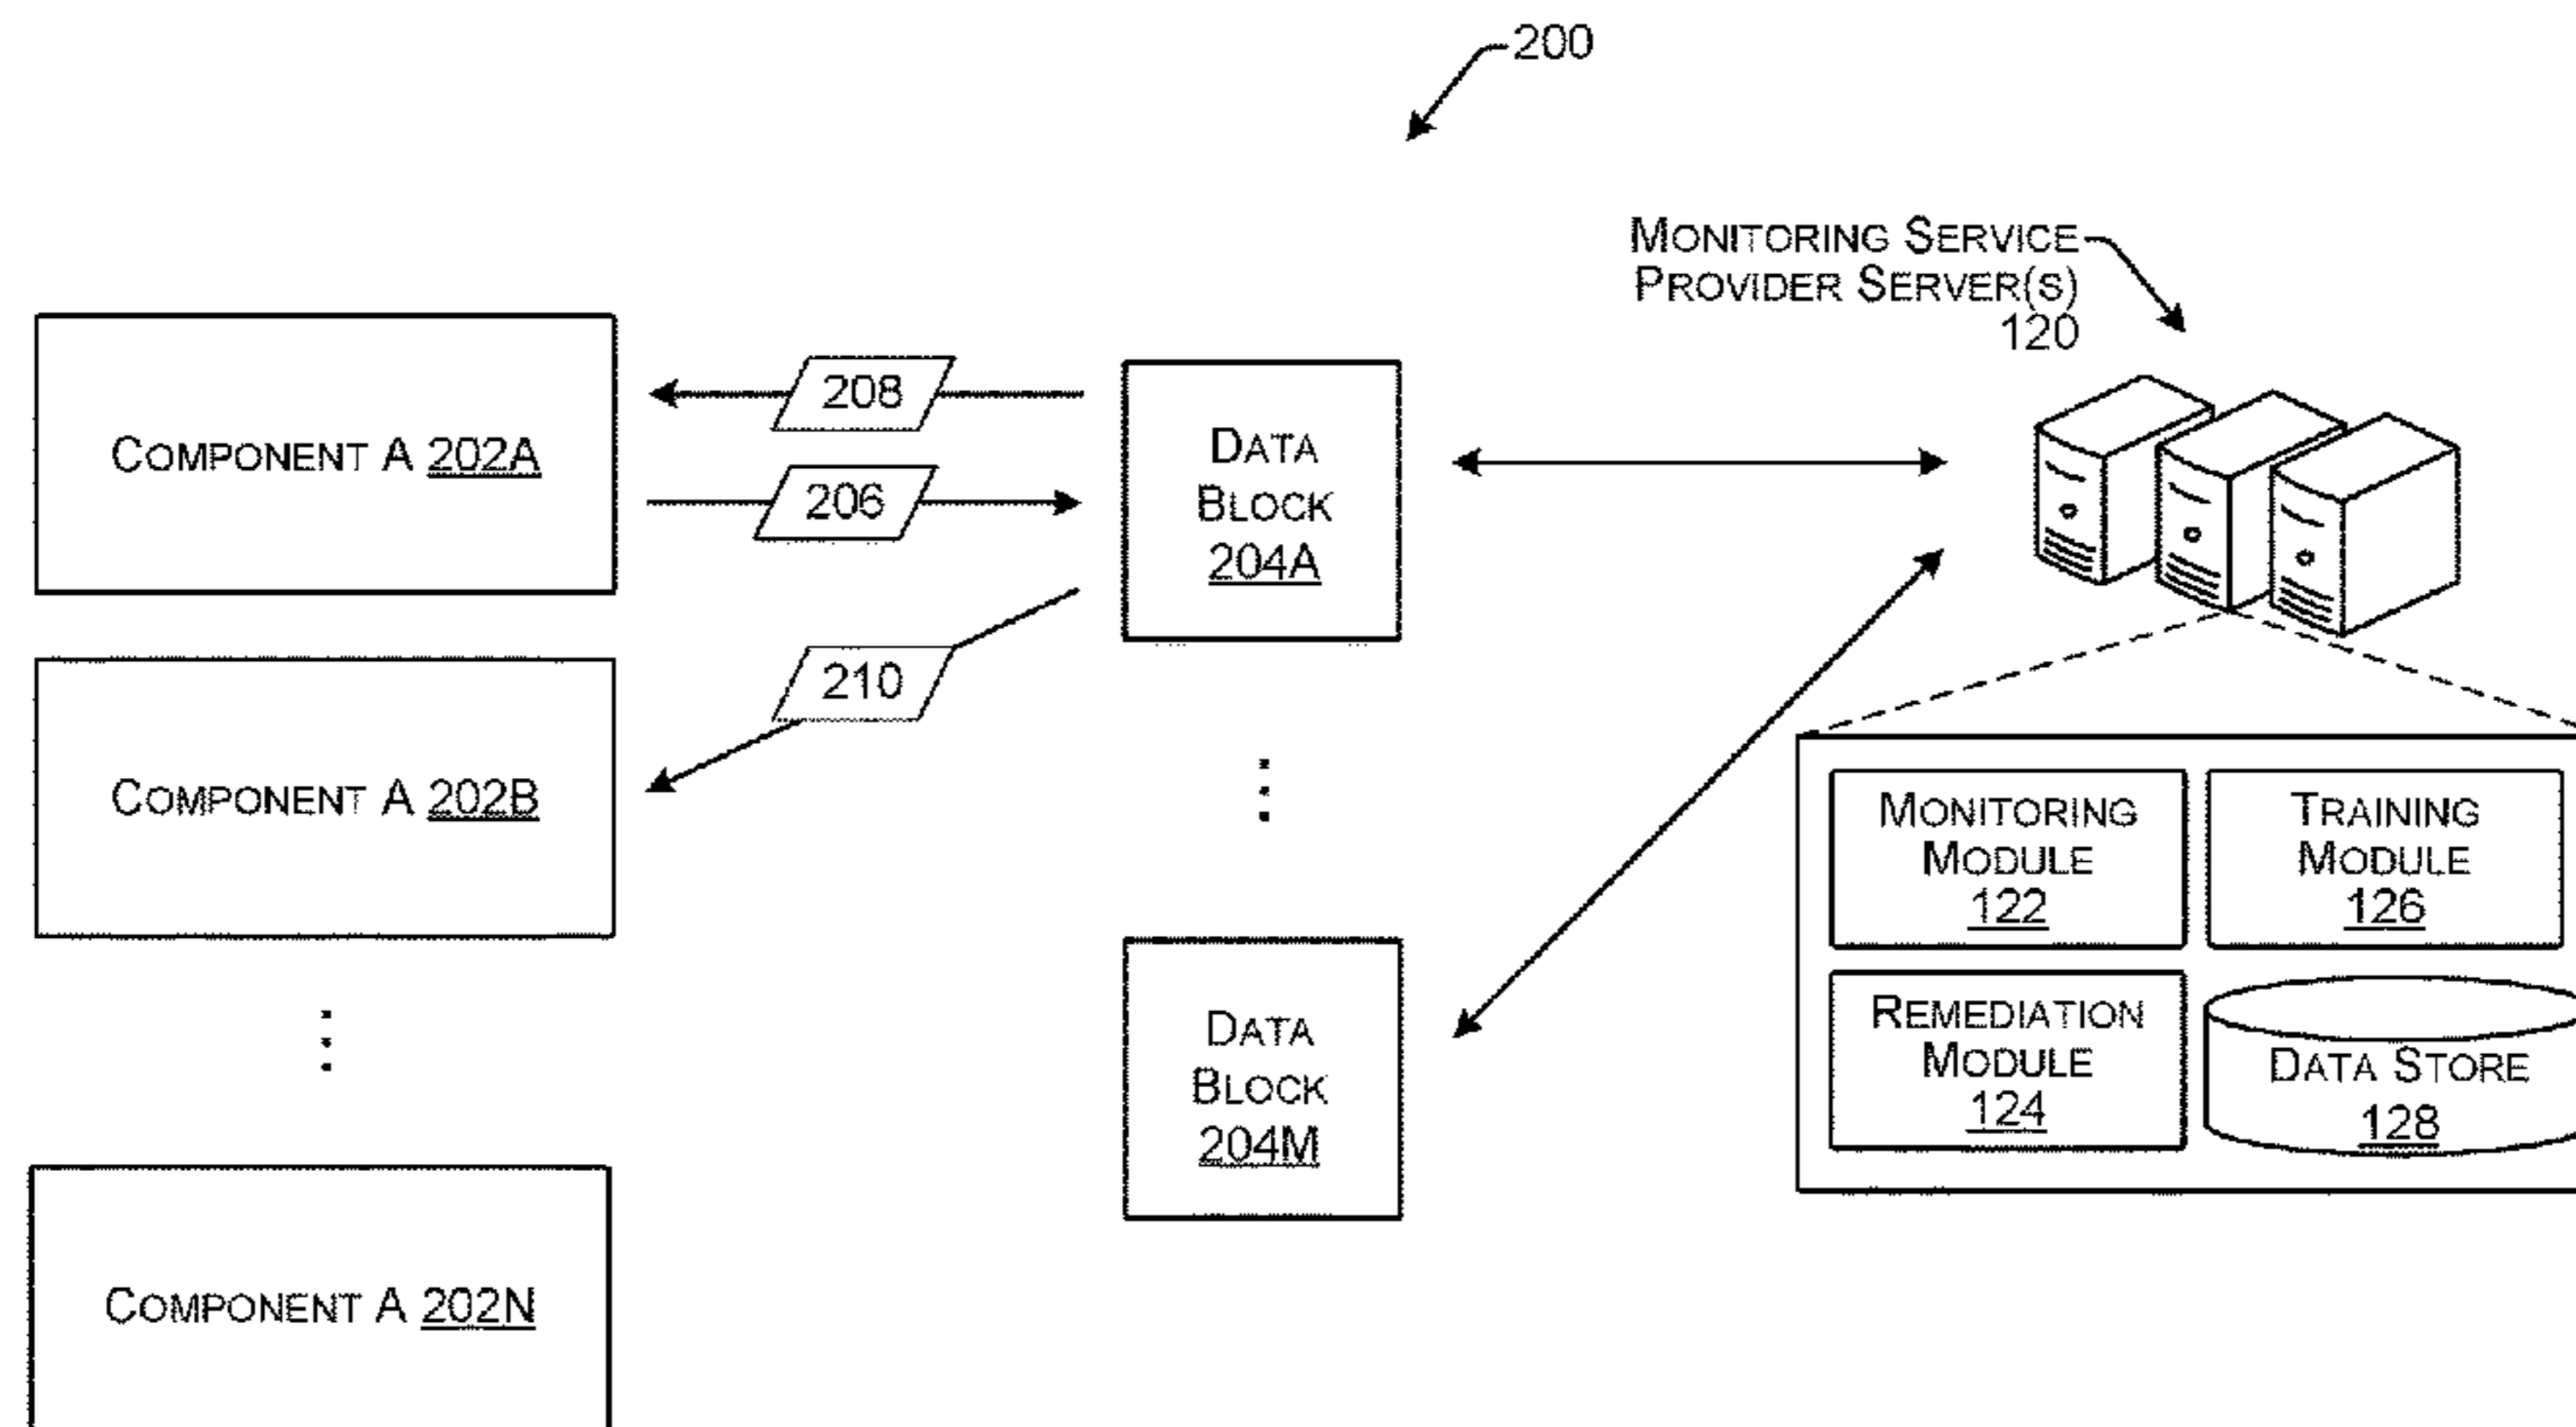 200
MONITORING SERVICE
PROVIDER SERVER(S)
120
COMPONENT A 202A
208
206
DATA
BLOCK
204A
COMPONENT A 202B
210
MONITORING
MODULE
122
TRAINING
MODULE
126
REMEDIATION
MODULE
124
DATA STORE
128
DATA
BLOCK
204M
COMPONENT A 202N